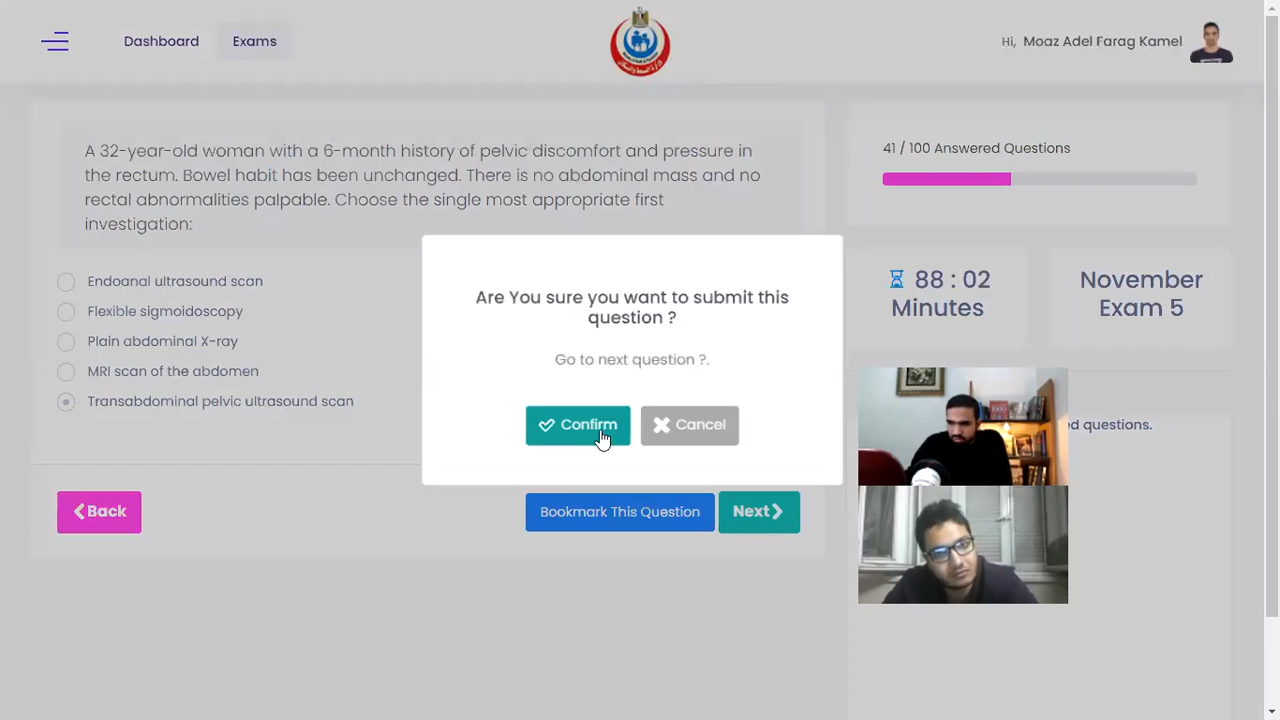 Dashboard
Exams
Hi, Moaz Adel Farag Kamel
A 32-year-old woman with a 6-month history of pelvic discomfort and pressure in
the rectum. Bowel habit has been unchanged. There is no abdominal mass and no
rectal abnormalities palpable. Choose the single most appropriate first
investigation:
Endoanal ultrasound scan
Flexible sigmoidoscopy
Plain abdominal X-ray
MRI scan of the abdomen
Transabdominal pelvic ultrasound scan
Back
Bookmark This Question
Next
Are You sure you want to submit this
question ?
Go to next question ?.
Confirm
Cancel
41 / 100 Answered Questions
88 : 02
Minutes
November
Exam 5
ed questions.